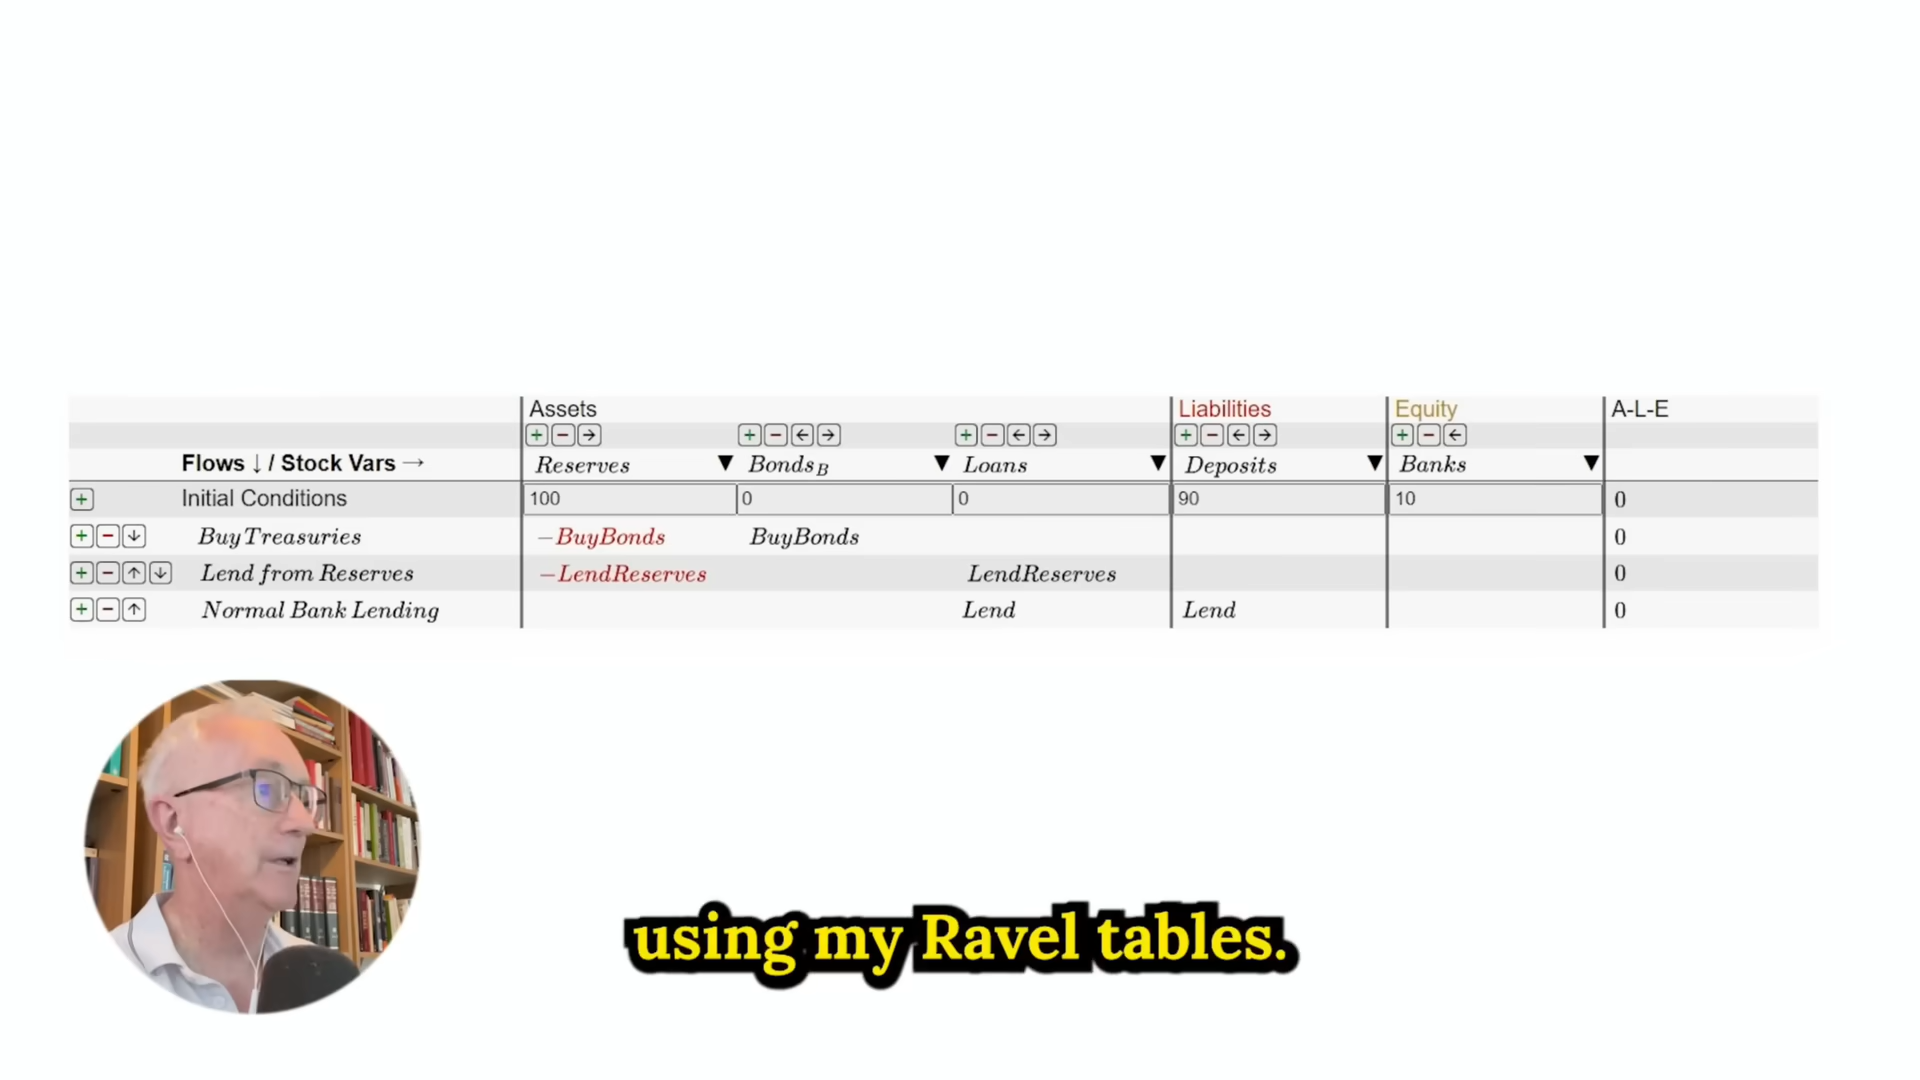 Assets Liabilities Equity A-L-E
+ − → + − ← → + − ← → + − ← → + − ←
Flows ↓ / Stock Vars → Reserves ▼ Bonds_B ▼ Loans ▼ Deposits ▼ Banks ▼
+ Initial Conditions 100 0 0 90 10 0
+ − ↓ BuyTreasuries −BuyBonds BuyBonds 0
+ − ↑ ↓ Lend from Reserves −LendReserves LendReserves 0
+ − ↑ Normal Bank Lending Lend Lend 0
using my Ravel tables.